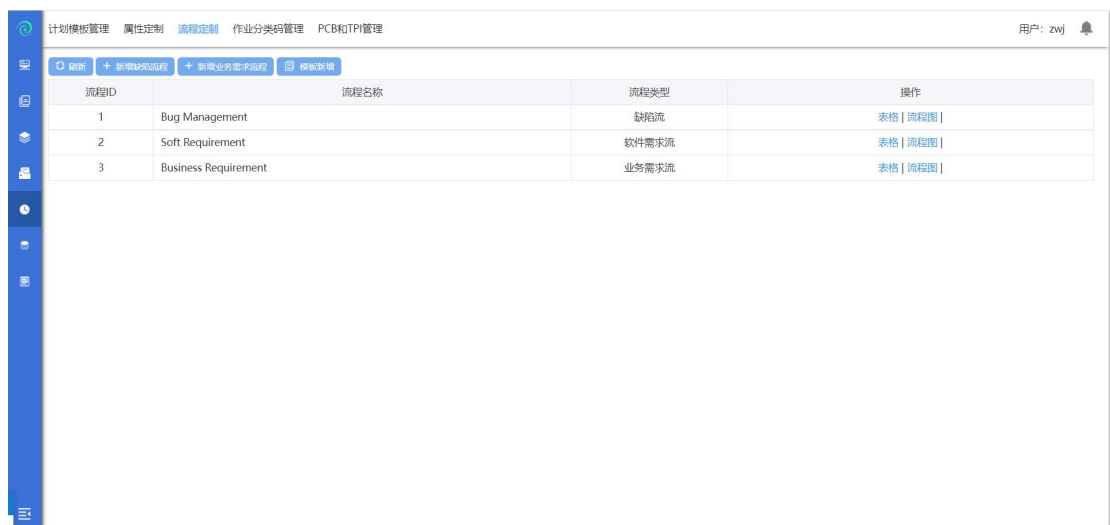 计划模板管理 属性定制 流程定制 作业分类码管理 PCB和TPI管理 用户：zwj
刷新 + 新增缺陷流程 + 新增业务需求流程 模板新增
流程ID 流程名称 流程类型 操作
1 Bug Management 缺陷流 表格 | 流程图 |
2 Soft Requirement 软件需求流 表格 | 流程图 |
3 Business Requirement 业务需求流 表格 | 流程图 |